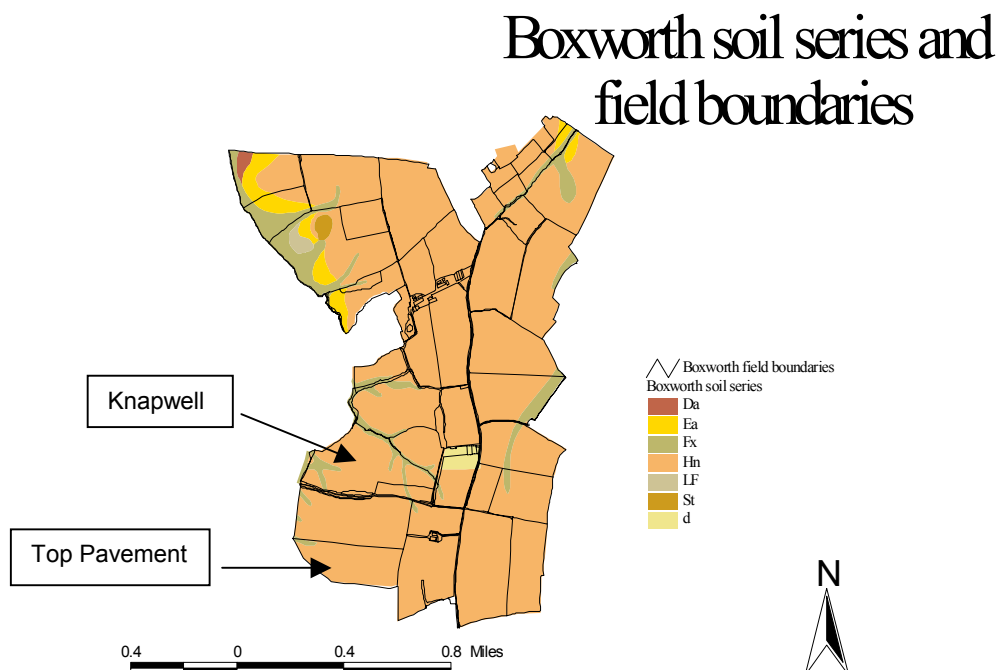 Boxworth soil series and
field boundaries
Knapwell
Top Pavement
Boxworth field boundaries
Boxworth soil series
Da
Ea
Fx
Hn
LF
St
d
N
0.4 0 0.4 0.8 Miles